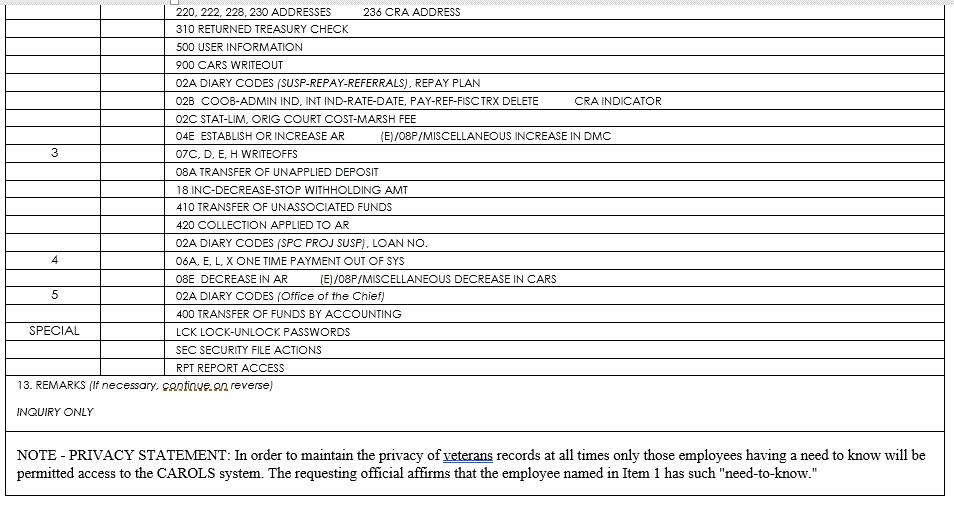 220, 222, 228, 230 ADDRESSES 236 CRA ADDRESS
310 RETURNED TREASURY CHECK
500 USER INFORMATION
900 CARS WRITEOUT
02A DIARY CODES (SUSP-REPAY-REFERRALS), REPAY PLAN
02B COOB-ADMIN IND, INT IND-RATE-DATE, PAY-REF-FISCTRX DELETE CRA INDICATOR
02C STAT-LIM, ORIG COURT COST-MARSH FEE
04E ESTABLISH OR INCREASE AR (E)/08P/MISCELLANEOUS INCREASE IN DMC
3 07C, D, E, H WRITEOFFS
08A TRANSFER OF UNAPPLIED DEPOSIT
18 INC-DECREASE-STOP WITHHOLDING AMT
410 TRANSFER OF UNASSOCIATED FUNDS
420 COLLECTION APPLIED TO AR
02A DIARY CODES (SPC PROJ SUSP), LOAN NO.
4 06A, E, L, X ONE TIME PAYMENT OUT OF SYS
08E DECREASE IN AR (E)/08P/MISCELLANEOUS DECREASE IN CARS
5 02A DIARY CODES (Office of the Chief)
400 TRANSFER OF FUNDS BY ACCOUNTING
SPECIAL LCK LOCK-UNLOCK PASSWORDS
SEC SECURITY FILE ACTIONS
RPT REPORT ACCESS
13. REMARKS (If necessary, continue on reverse)
INQUIRY ONLY
NOTE - PRIVACY STATEMENT: In order to maintain the privacy of veterans records at all times only those employees having a need to know will be
permitted access to the CAROLS system. The requesting official affirms that the employee named in Item 1 has such "need-to-know."